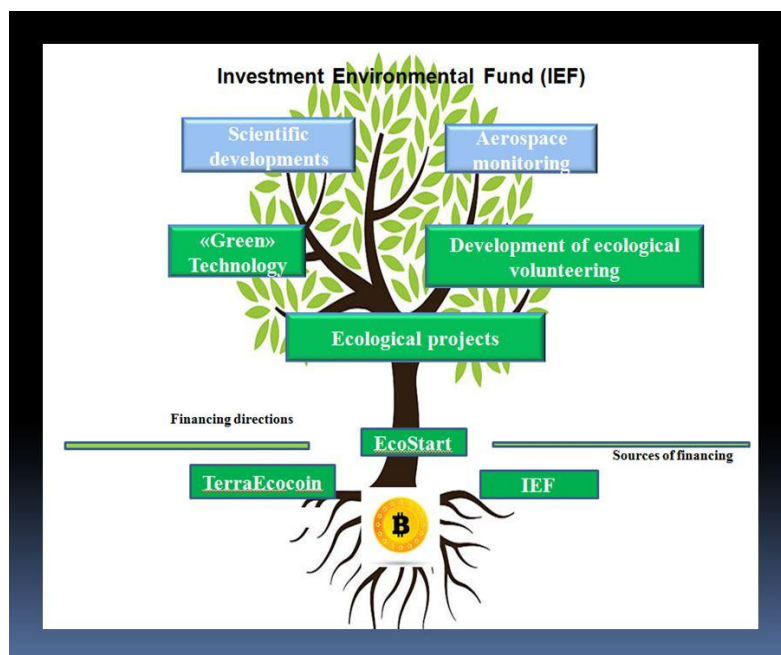 Investment Environmental Fund (IEF)
Scientific
developments
Aerospace
monitoring
«Green»
Technology
Development of ecological
volunteering
Ecological projects
Financing directions
EcoStart
Sources of financing
TerraEcocoin
IEF
B